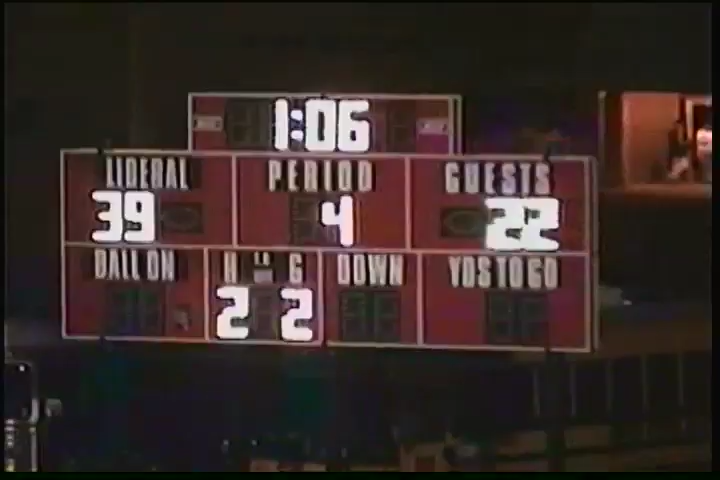 1:06
LIBERAL PERIOD GUESTS
39 4 22
BALL ON H G DOWN YDS TO GO
2 2